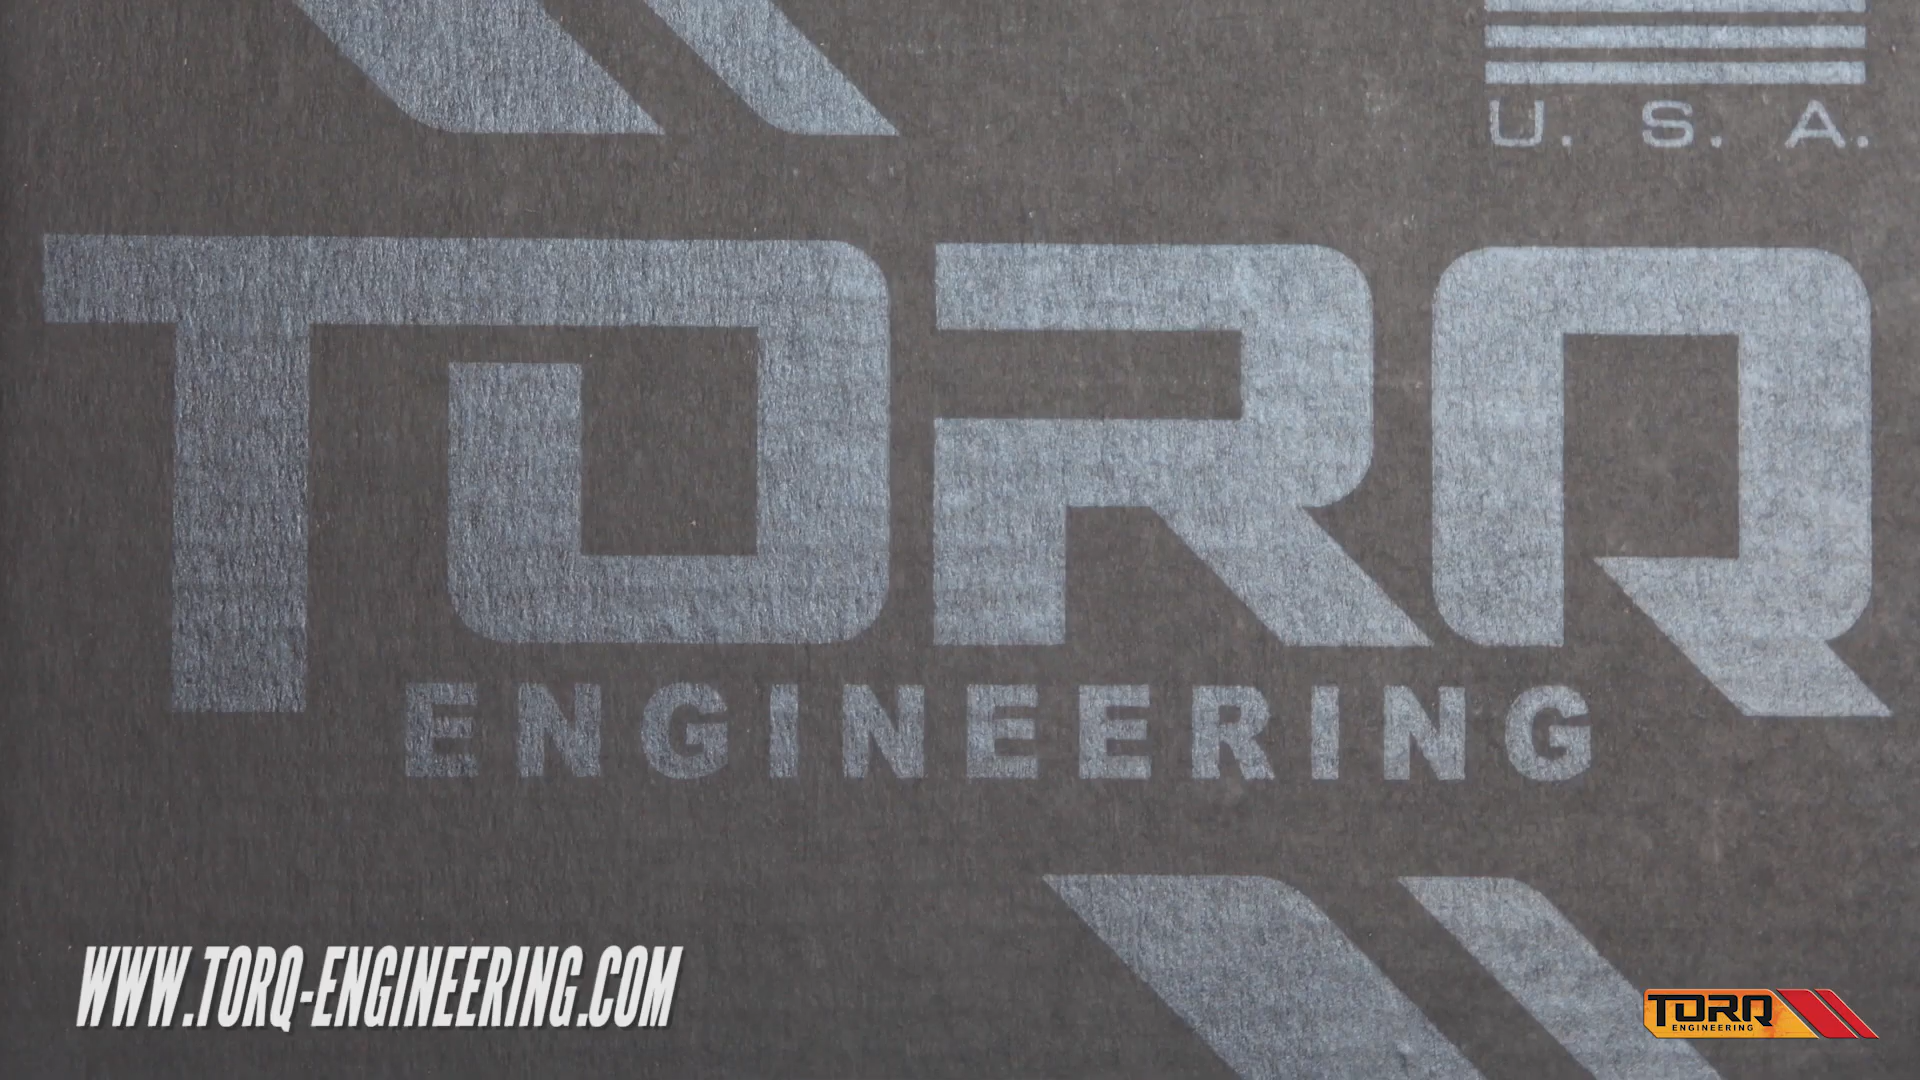 U. S. A.
TORQ
ENGINEERING
WWW.TORQ-ENGINEERING.COM
TORQ
ENGINEERING